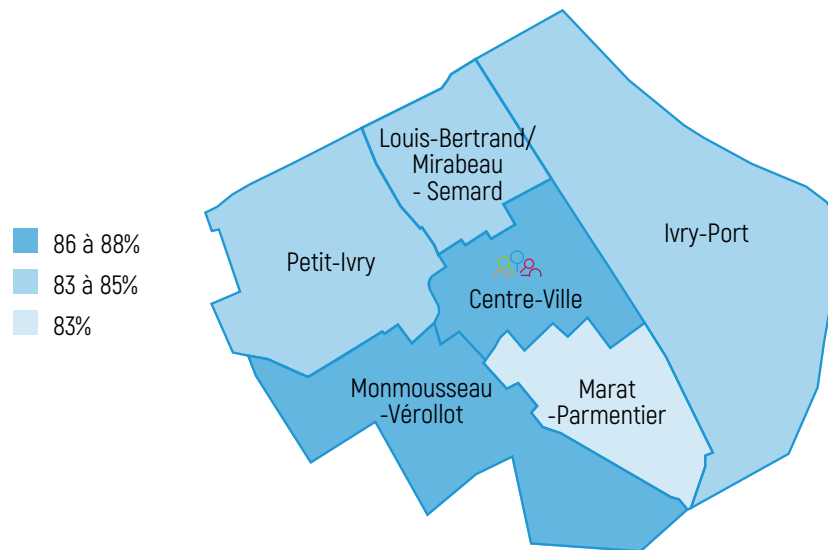 Louis-Bertrand/
Mirabeau
- Semard
Ivry-Port
Petit-Ivry
Centre-Ville
Monmousseau
-Vérollot
Marat
-Parmentier
86 à 88%
83 à 85%
83%